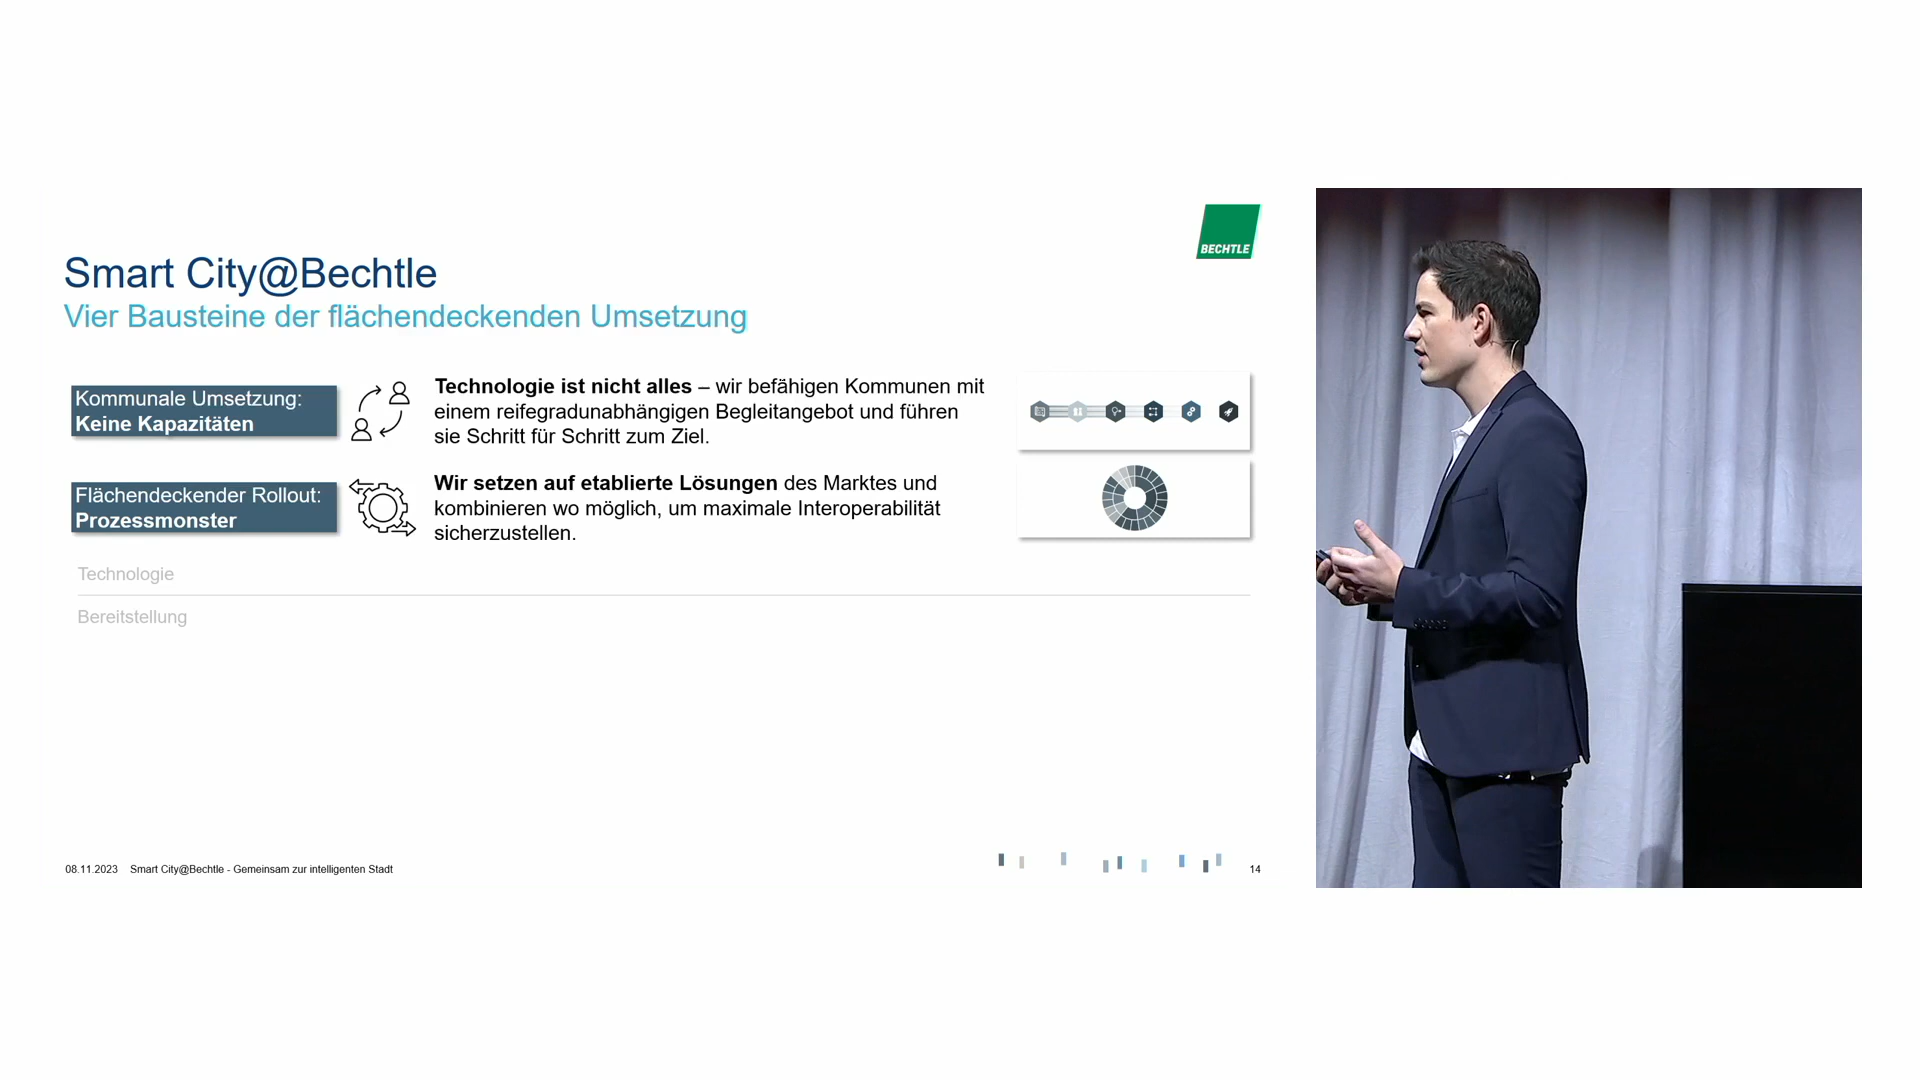 BECHTLE
Smart City@Bechtle
Vier Bausteine der flächendeckenden Umsetzung
Kommunale Umsetzung:
Keine Kapazitäten
Technologie ist nicht alles – wir befähigen Kommunen mit
einem reifegradunabhängigen Begleitangebot und führen
sie Schritt für Schritt zum Ziel.
Flächendeckender Rollout:
Prozessmonster
Wir setzen auf etablierte Lösungen des Marktes und
kombinieren wo möglich, um maximale Interoperabilität
sicherzustellen.
Technologie
Bereitstellung
08.11.2023 Smart City@Bechtle - Gemeinsam zur intelligenten Stadt
14